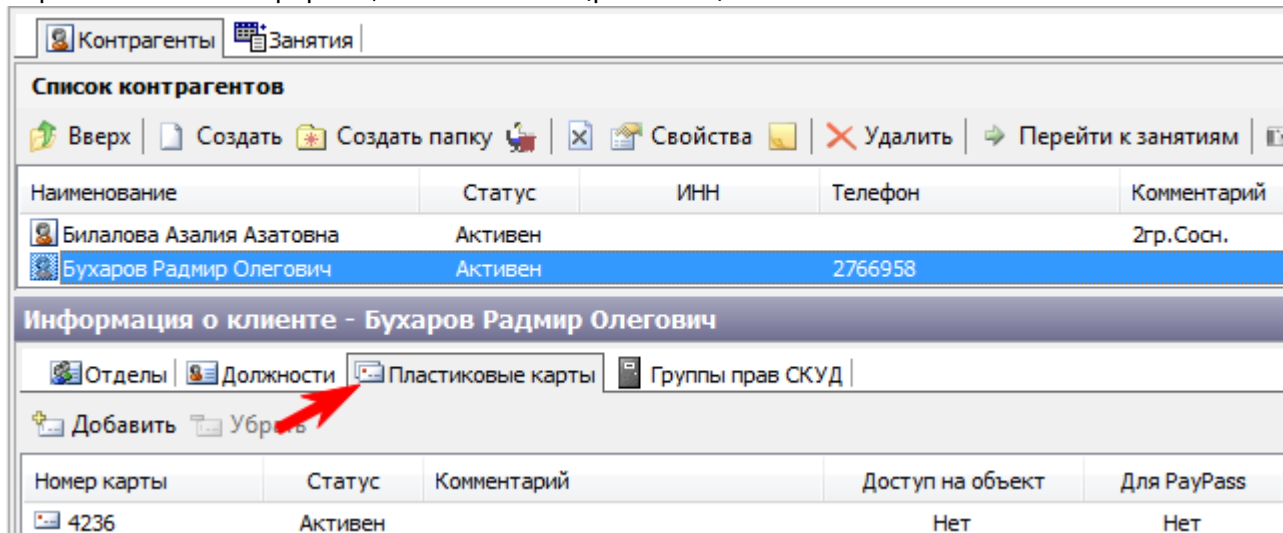 Контрагенты Занятия
Список контрагентов
Вверх Создать Создать папку Свойства Удалить Перейти к занятиям
Наименование Статус ИНН Телефон Комментарий
Билалова Азалия Азатовна Активен 2гр.Сосн.
Бухаров Радмир Олегович Активен 2766958
Информация о клиенте - Бухаров Радмир Олегович
Отделы Должности Пластиковые карты Группы прав СКУД
Добавить Убрать
Номер карты Статус Комментарий Доступ на объект Для PayPass
4236 Активен Нет Нет